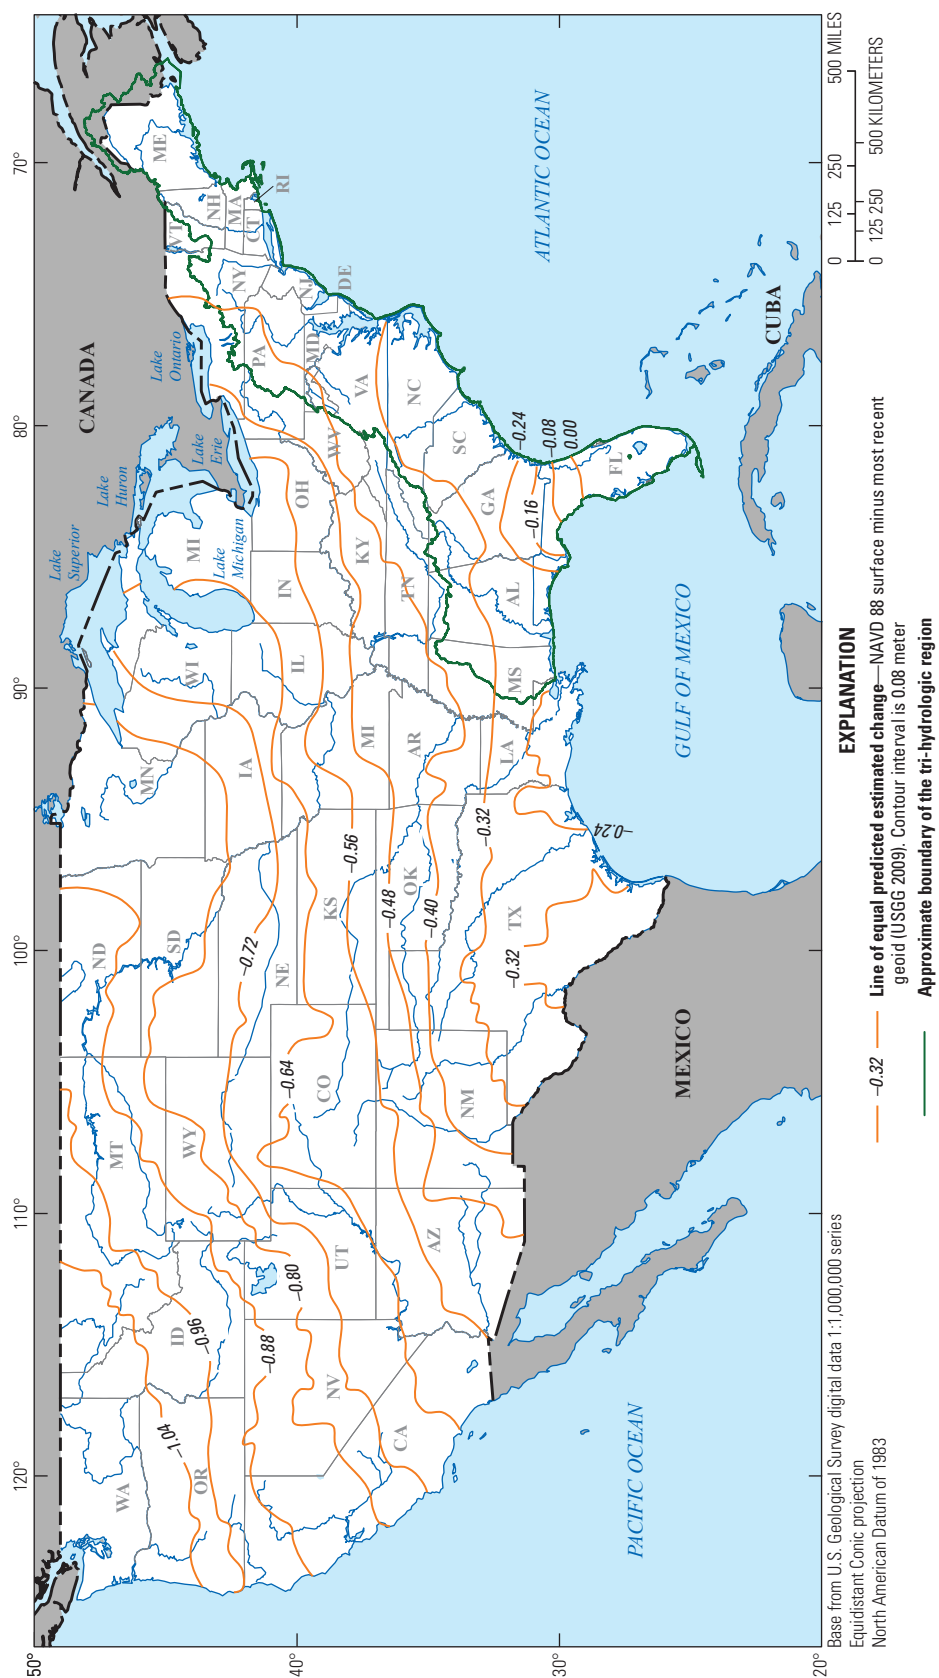 120°
110°
100°
90°
80°
70°
50°
40°
30°
20°
CANADA
Lake
Superior
Lake
Huron
Lake
Ontario
Lake
Erie
Lake
Michigan
WA
OR
ID
MT
ND
SD
MN
WI
MI
WY
NE
IA
IL
IN
OH
PA
NY
VT
NH
ME
MA
CT
RI
NJ
DE
MD
WV
VA
NV
UT
CO
KS
MI
KY
TN
NC
CA
AZ
NM
OK
AR
SC
TX
LA
MS
AL
GA
FL
–1.04
–0.96
–0.88
–0.80
–0.72
–0.64
–0.56
–0.48
–0.40
–0.32
–0.32
–0.24
–0.16
–0.24
–0.08
0.00
PACIFIC OCEAN
MEXICO
GULF OF MEXICO
CUBA
ATLANTIC OCEAN
Base from U.S. Geological Survey digital data 1:1,000,000 series
Equidistant Conic projection
North American Datum of 1983
0 125 250 500 MILES
0 125 250 500 KILOMETERS
EXPLANATION
–0.32
Line of equal predicted estimated change—NAVD 88 surface minus most recent
geoid (USGG 2009). Contour interval is 0.08 meter
Approximate boundary of the tri-hydrologic region